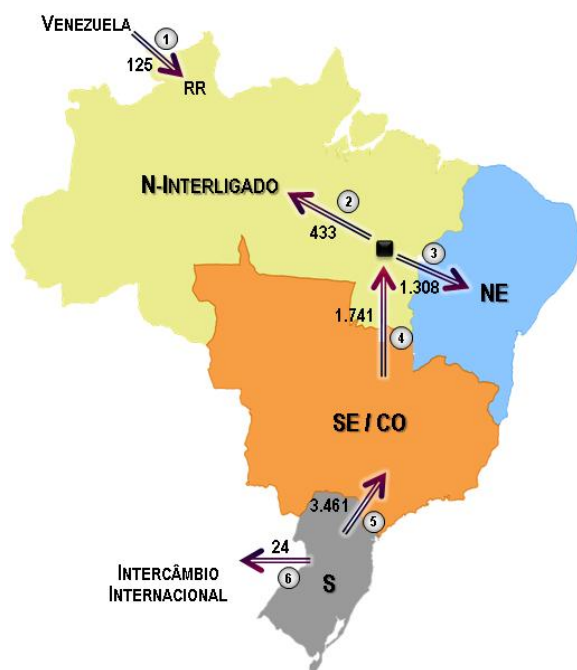 VENEZUELA
1
125
RR
N-INTERLIGADO
2
433
3
1.308
NE
1.741
4
SE / CO
3.461
5
24
6
INTERCÂMBIO
INTERNACIONAL
S